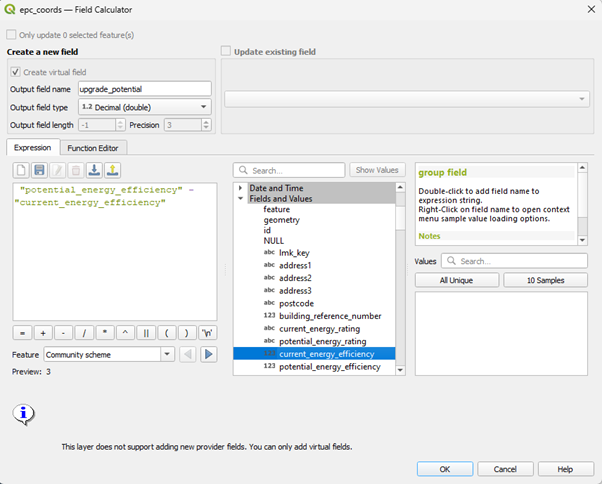 epc_coords — Field Calculator
Only update 0 selected feature(s)
Create a new field
Update existing field
Create virtual field
Output field name
upgrade_potential
Output field type
1.2 Decimal (double)
Output field length
-1
Precision
3
Expression
Function Editor
Search...
Show Values
"potential_energy_efficiency" -
"current_energy_efficiency"
=
+
-
/
*
^
||
(
)
'\n'
Feature
Community scheme
Preview: 3
Date and Time
Fields and Values
feature
geometry
id
NULL
abc lmk_key
abc address1
abc address2
abc address3
abc postcode
123 building_reference_number
abc current_energy_rating
abc potential_energy_rating
123 current_energy_efficiency
123 potential_energy_efficiency
group field
Double-click to add field name to
expression string.
Right-Click on field name to open context
menu sample value loading options.
Notes
Values
Search...
All Unique
10 Samples
This layer does not support adding new provider fields. You can only add virtual fields.
OK
Cancel
Help